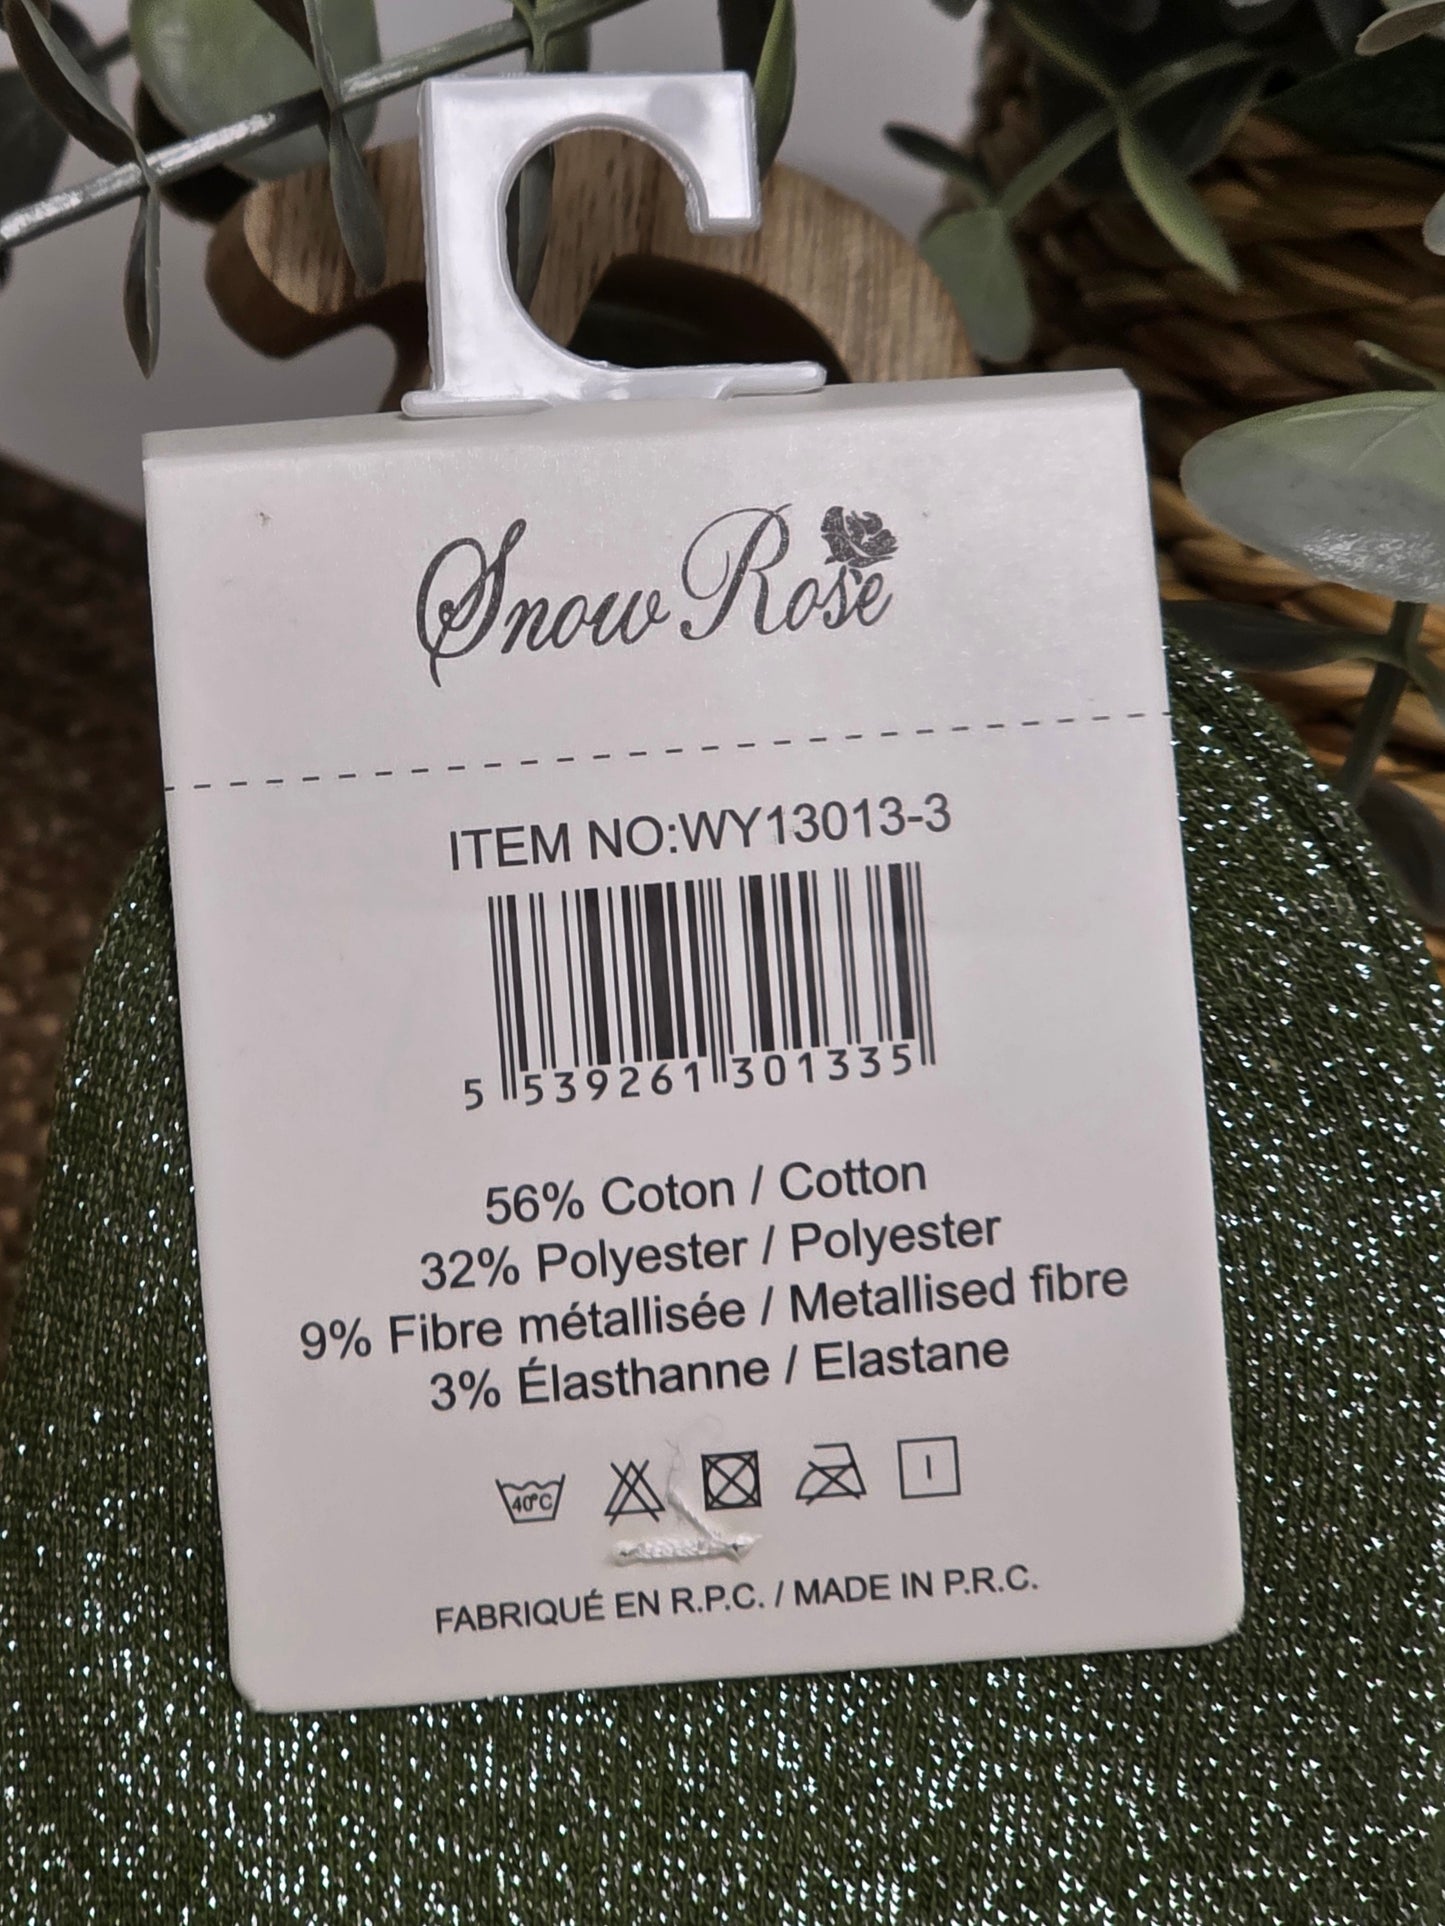 Snow Rose
ITEM NO:WY13013-3
5 539261 301335
56% Coton / Cotton
32% Polyester / Polyester
9% Fibre métallisée / Metallised fibre
3% Élasthanne / Elastane
40°C
FABRIQUÉ EN R.P.C. / MADE IN P.R.C.